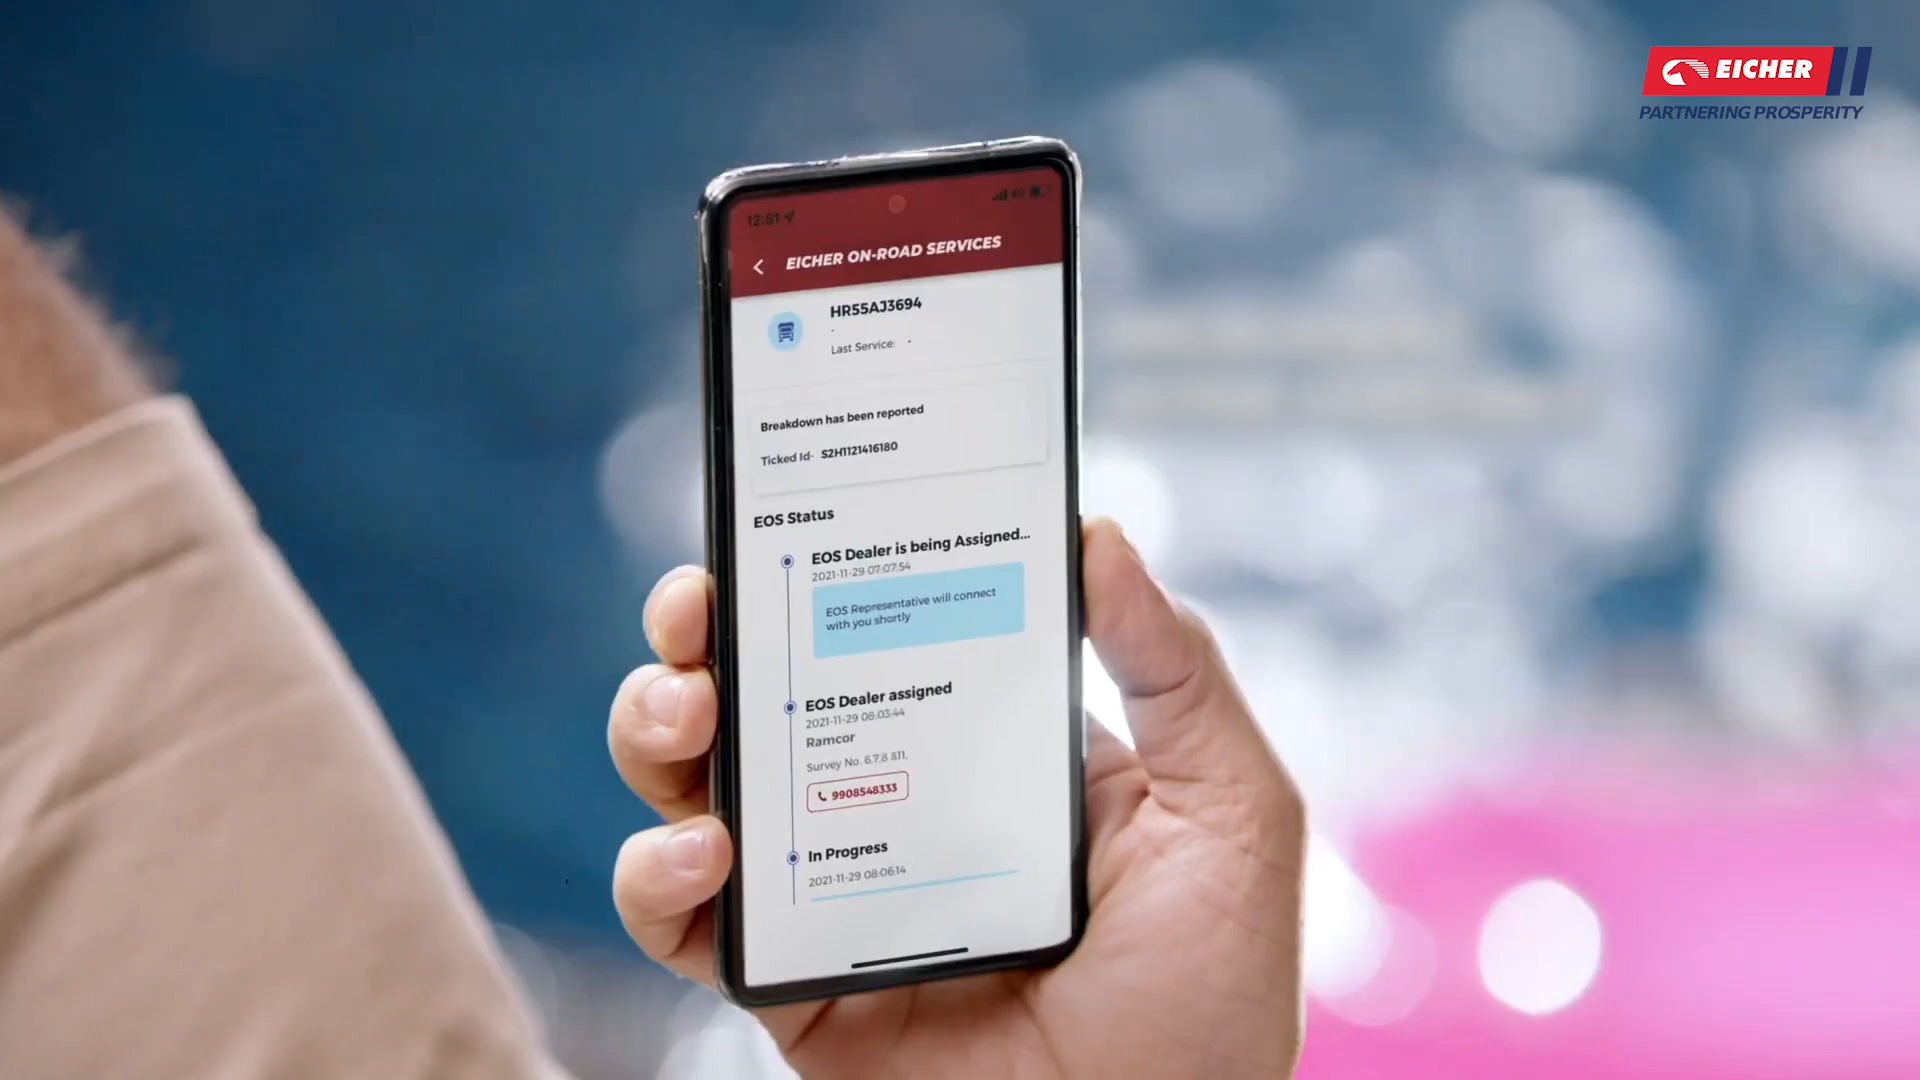 EICHER
PARTNERING PROSPERITY
12:51
4G
EICHER ON-ROAD SERVICES
HR55AJ3694
-
Last Service: -
Breakdown has been reported
Ticked Id- S2H1121416180
EOS Status
EOS Dealer is being Assigned...
2021-11-29 07:07:54
EOS Representative will connect
with you shortly
EOS Dealer assigned
2021-11-29 08:03:44
Ramcor
Survey No. 6,7,8 &11,
9908548333
In Progress
2021-11-29 08:06:14